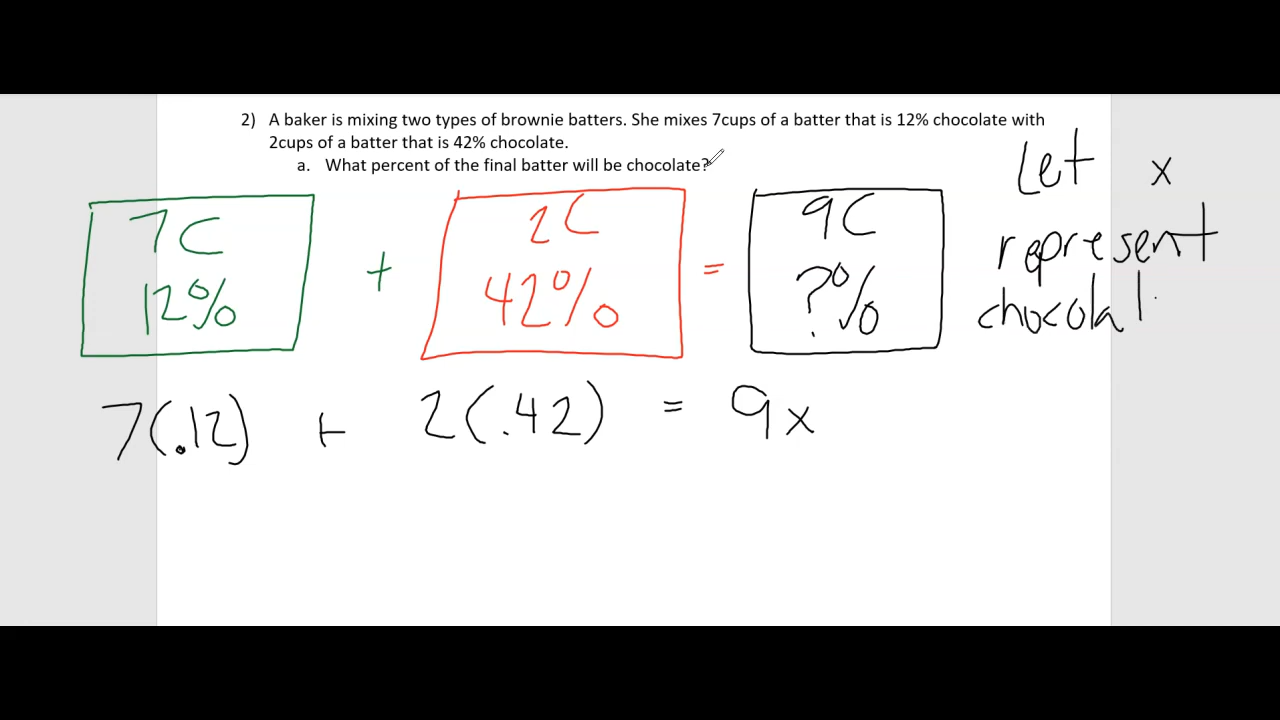 2) A baker is mixing two types of brownie batters. She mixes 7cups of a batter that is 12% chocolate with
2cups of a batter that is 42% chocolate.
a. What percent of the final batter will be chocolate?
Let x
represent
chocolat
7C
12%
+
2C
42%
=
9C
?%
7(.12) + 2(.42) = 9x